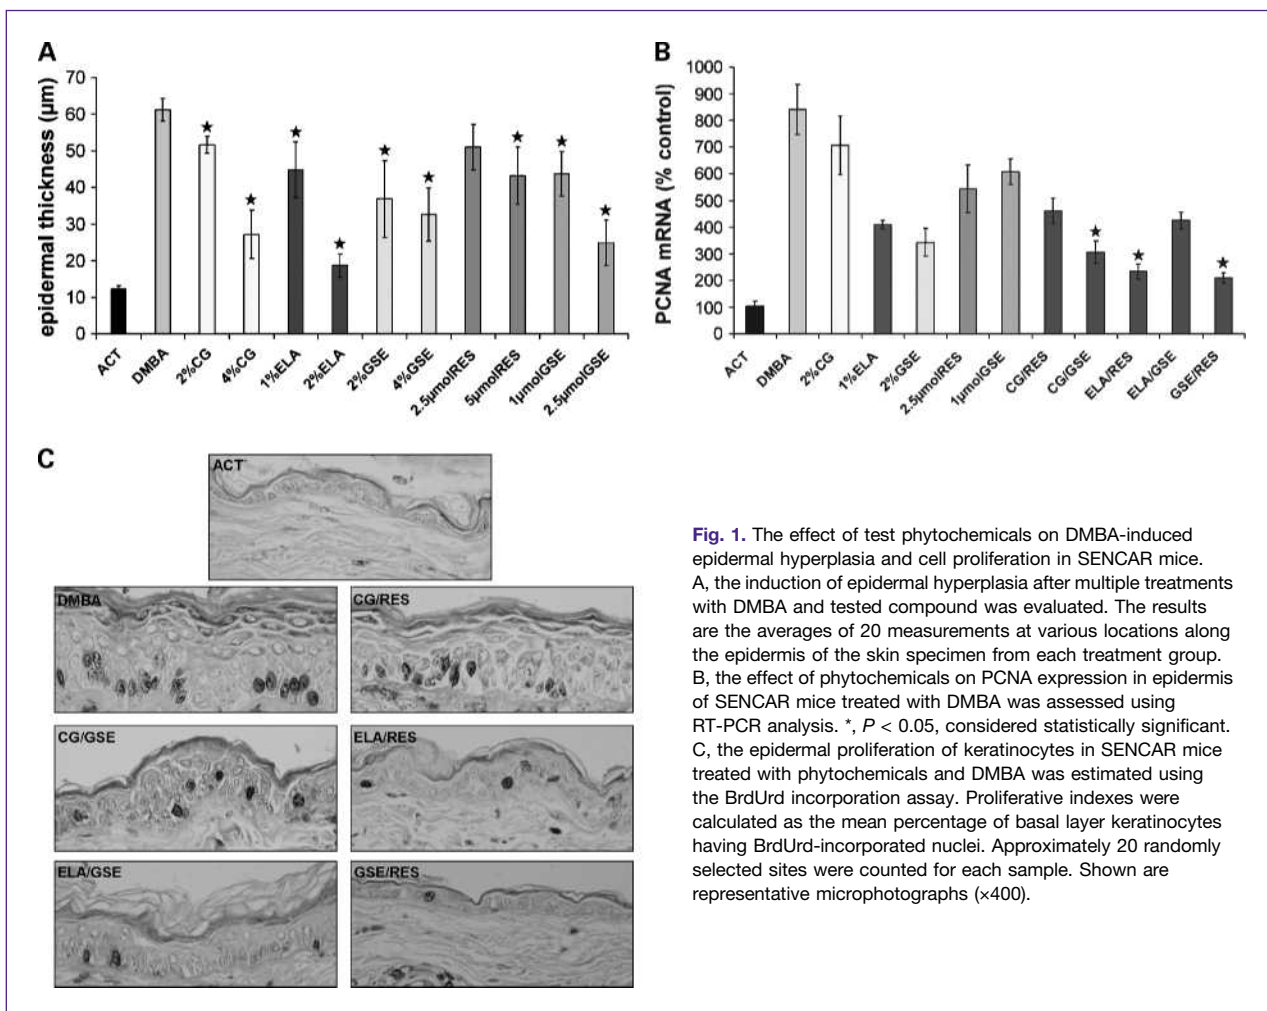 A
epidermal thickness (µm)
70
60
50
40
30
20
10
0
ACT
DMBA
2%CG
4%CG
1%ELA
2%ELA
2%GSE
4%GSE
2.5µmolRES
5µmolRES
1µmolGSE
2.5µmolGSE
B
PCNA mRNA (% control)
1000
900
800
700
600
500
400
300
200
100
0
ACT
DMBA
2%CG
1%ELA
2%GSE
2.5µmolRES
1µmolGSE
CG/RES
CG/GSE
ELA/RES
ELA/GSE
GSE/RES
C
ACT
DMBA
CG/RES
CG/GSE
ELA/RES
ELA/GSE
GSE/RES
Fig. 1. The effect of test phytochemicals on DMBA-induced
epidermal hyperplasia and cell proliferation in SENCAR mice.
A, the induction of epidermal hyperplasia after multiple treatments
with DMBA and tested compound was evaluated. The results
are the averages of 20 measurements at various locations along
the epidermis of the skin specimen from each treatment group.
B, the effect of phytochemicals on PCNA expression in epidermis
of SENCAR mice treated with DMBA was assessed using
RT-PCR analysis. *, P < 0.05, considered statistically significant.
C, the epidermal proliferation of keratinocytes in SENCAR mice
treated with phytochemicals and DMBA was estimated using
the BrdUrd incorporation assay. Proliferative indexes were
calculated as the mean percentage of basal layer keratinocytes
having BrdUrd-incorporated nuclei. Approximately 20 randomly
selected sites were counted for each sample. Shown are
representative microphotographs (×400).